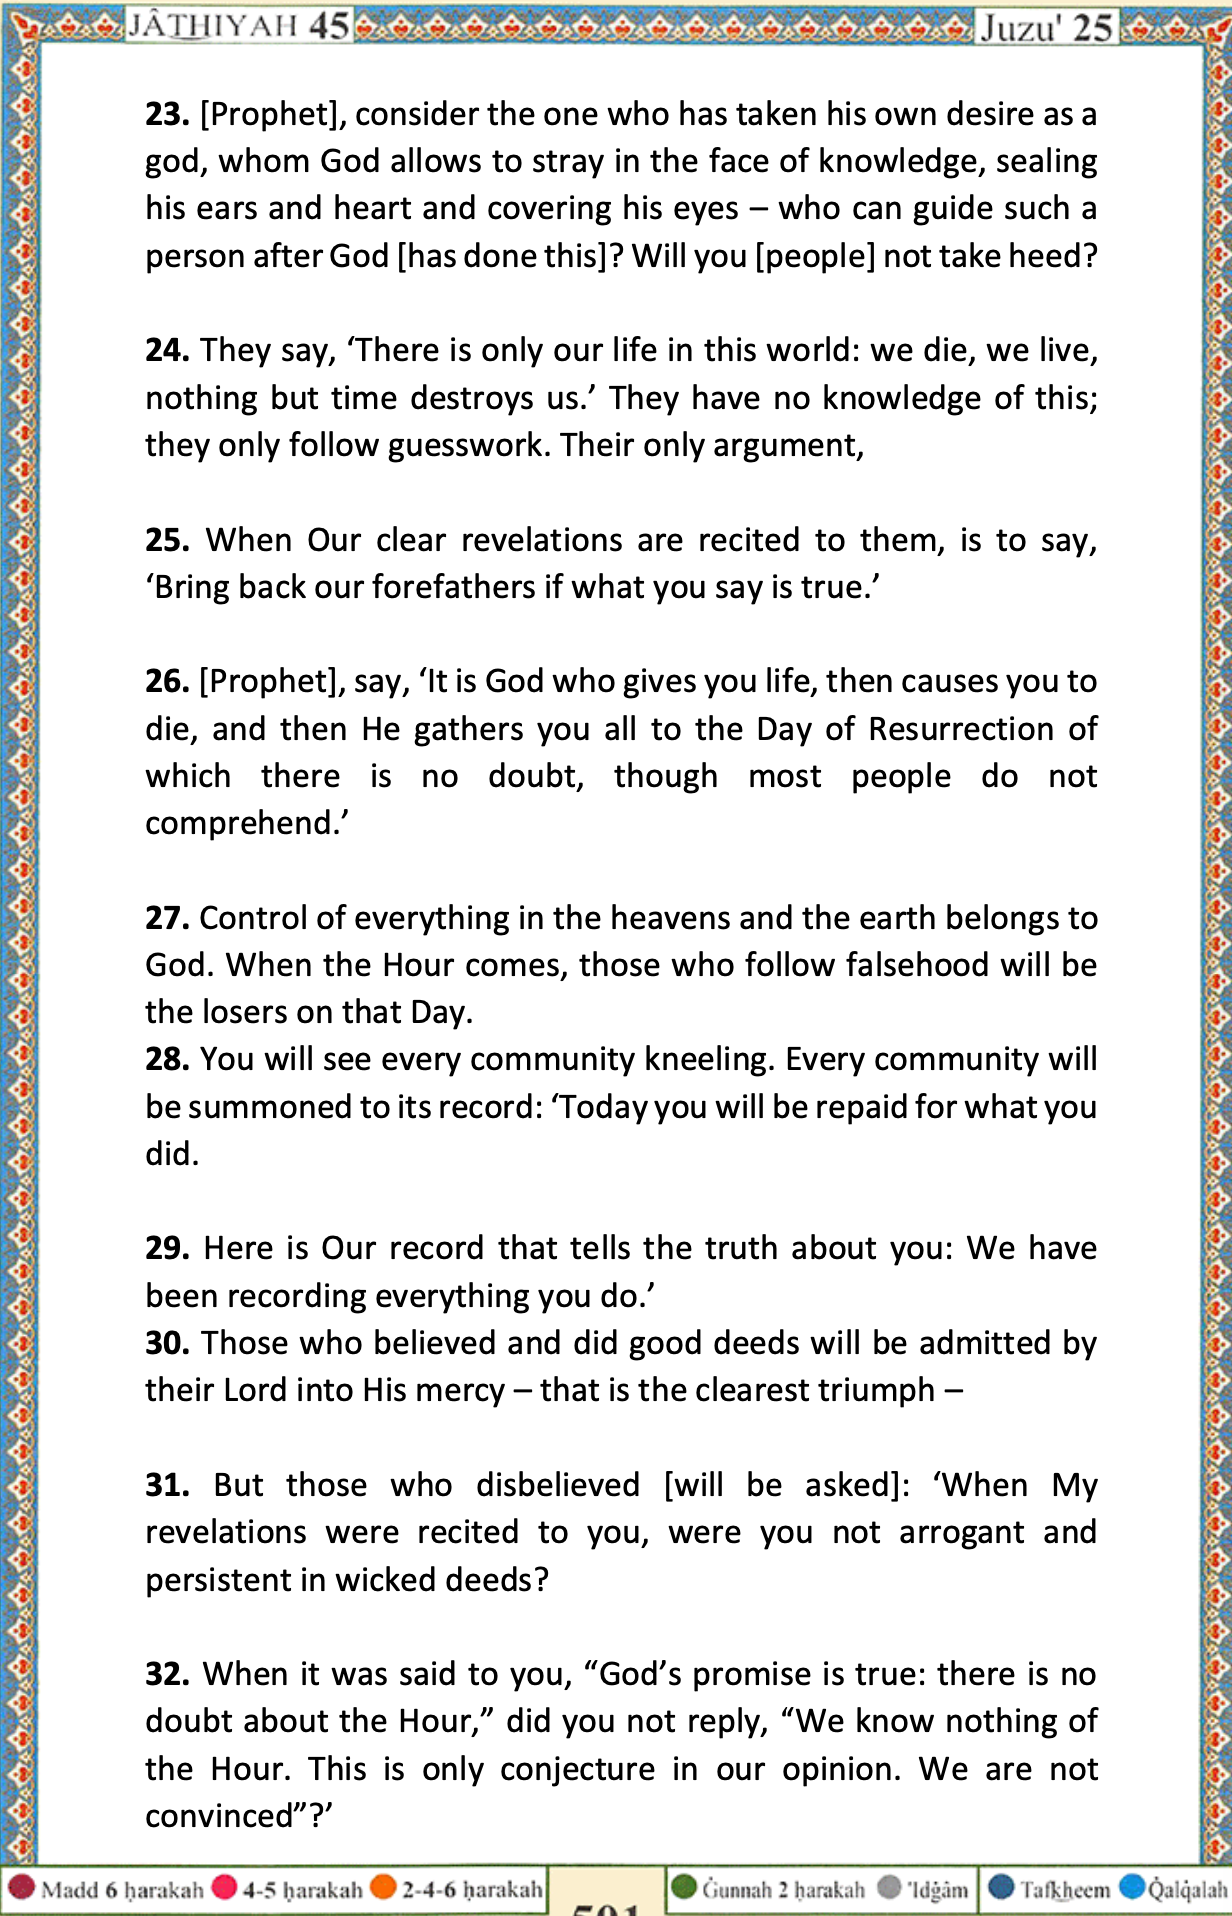 JÂTHIYAH 45
Juzu' 25
23. [Prophet], consider the one who has taken his own desire as a
god, whom God allows to stray in the face of knowledge, sealing
his ears and heart and covering his eyes – who can guide such a
person after God [has done this]? Will you [people] not take heed?
24. They say, ‘There is only our life in this world: we die, we live,
nothing but time destroys us.’ They have no knowledge of this;
they only follow guesswork. Their only argument,
25. When Our clear revelations are recited to them, is to say,
‘Bring back our forefathers if what you say is true.’
26. [Prophet], say, ‘It is God who gives you life, then causes you to
die, and then He gathers you all to the Day of Resurrection of
which there is no doubt, though most people do not
comprehend.’
27. Control of everything in the heavens and the earth belongs to
God. When the Hour comes, those who follow falsehood will be
the losers on that Day.
28. You will see every community kneeling. Every community will
be summoned to its record: ‘Today you will be repaid for what you
did.
29. Here is Our record that tells the truth about you: We have
been recording everything you do.’
30. Those who believed and did good deeds will be admitted by
their Lord into His mercy – that is the clearest triumph –
31. But those who disbelieved [will be asked]: ‘When My
revelations were recited to you, were you not arrogant and
persistent in wicked deeds?
32. When it was said to you, “God’s promise is true: there is no
doubt about the Hour,” did you not reply, “We know nothing of
the Hour. This is only conjecture in our opinion. We are not
convinced”?’
Madd 6 ḥarakah 4-5 ḥarakah 2-4-6 ḥarakah
Ġunnah 2 ḥarakah 'Idġâm Tafkheem Q̇alq̇alah